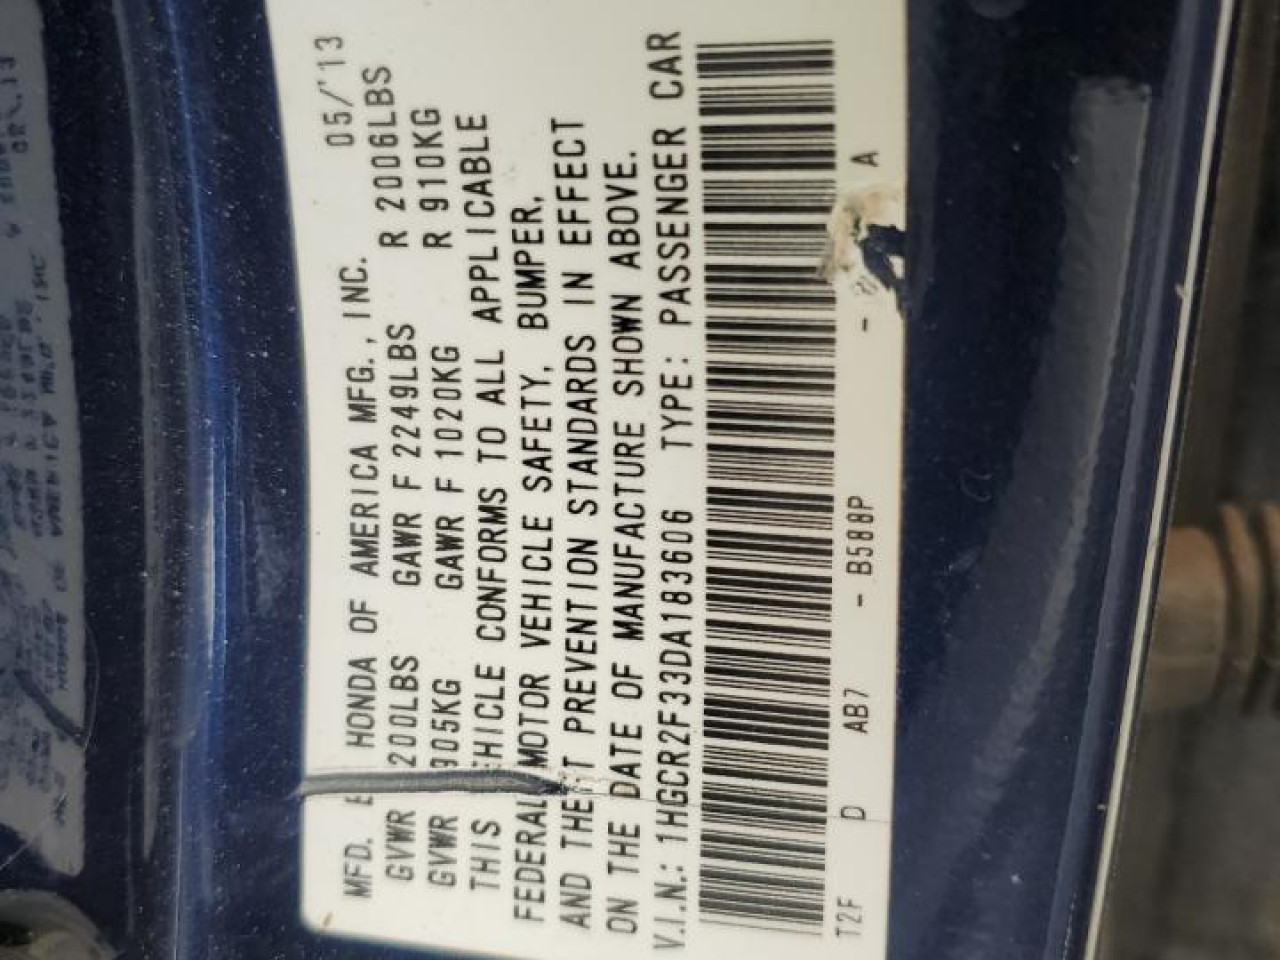 MFD. B HONDA OF AMERICA MFG., INC. 05/'13
GVWR 200LBS GAWR F 2249LBS R 2006LBS
GVWR 905KG GAWR F 1020KG R 910KG
THIS EHICLE CONFORMS TO ALL APPLICABLE
FEDERAL MOTOR VEHICLE SAFETY, BUMPER,
AND THEFT PREVENTION STANDARDS IN EFFECT
ON THE DATE OF MANUFACTURE SHOWN ABOVE.
V.I.N.: 1HGCR2F33DA183606 TYPE: PASSENGER CAR
T2F D AB7 - B588P - A